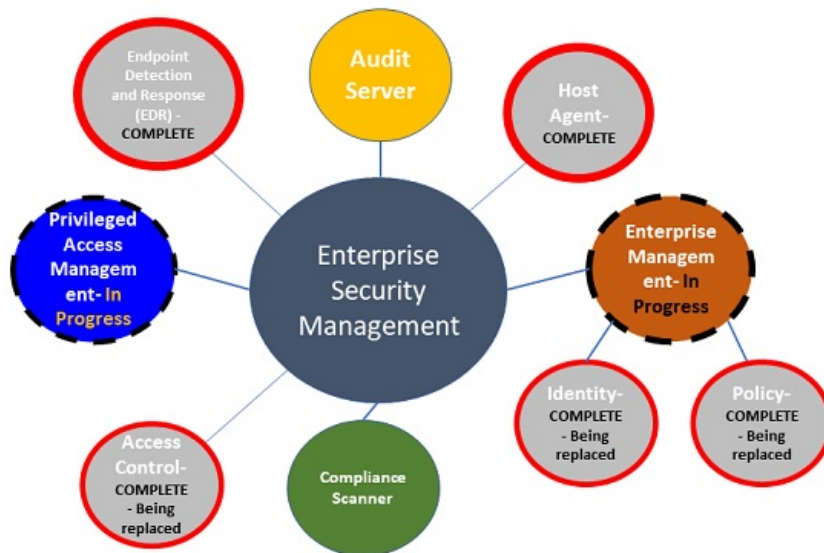 Endpoint
Detection
and Response
(EDR) -
COMPLETE
Audit
Server
Host
Agent-
COMPLETE
Privileged
Access
Managem
ent- In
Progress
Enterprise
Security
Management
Enterprise
Managem
ent- In
Progress
Identity-
COMPLETE
- Being
replaced
Policy-
COMPLETE
- Being
replaced
Access
Control-
COMPLETE
- Being
replaced
Compliance
Scanner